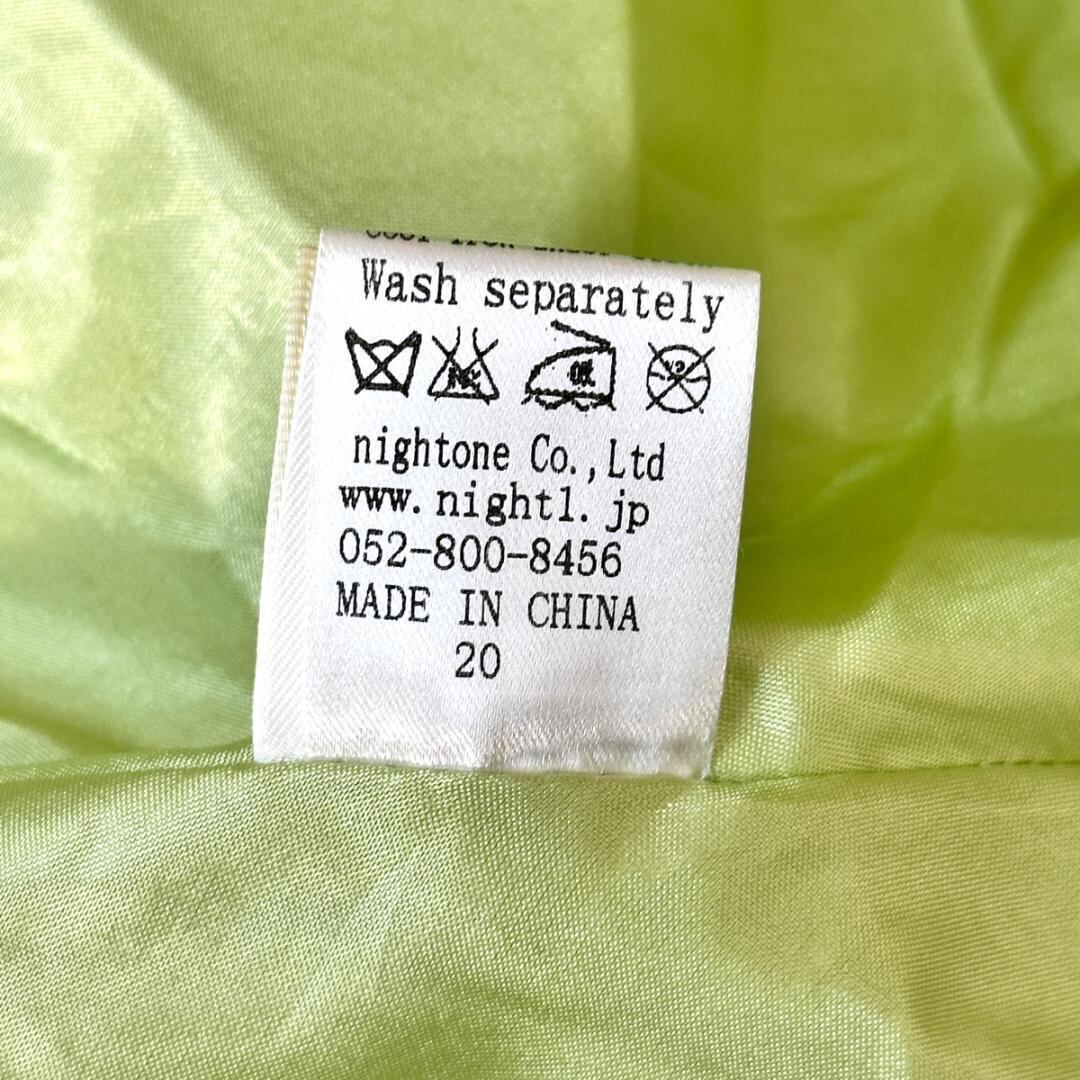 Wash separately
nightone Co.,Ltd
www.night1.jp
052-800-8456
MADE IN CHINA
20